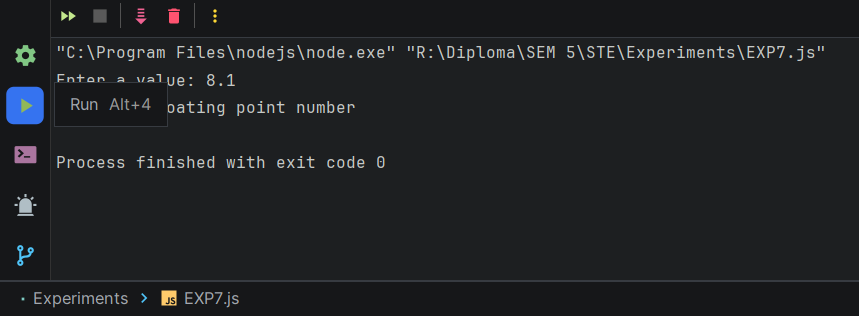 "C:\Program Files\nodejs\node.exe" "R:\Diploma\SEM 5\STE\Experiments\EXP7.js"
Enter a value: 8.1
Run Alt+4
oating point number
Process finished with exit code 0
Experiments > JS EXP7.js